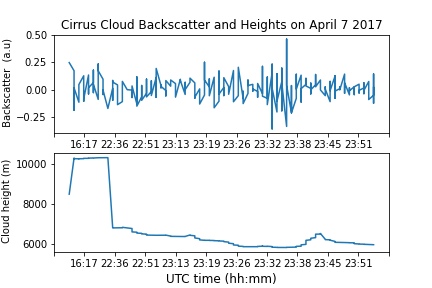 Cirrus Cloud Backscatter and Heights on April 7 2017
Backscatter (a.u)
0.50
0.25
0.00
−0.25
16:17 22:36 22:51 23:13 23:19 23:26 23:32 23:38 23:45 23:51
Cloud height (m)
10000
8000
6000
16:17 22:36 22:51 23:13 23:19 23:26 23:32 23:38 23:45 23:51
UTC time (hh:mm)